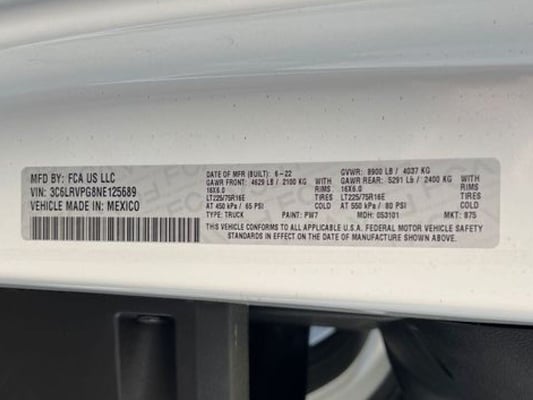 MFD BY: FCA US LLC
VIN: 3C6LRVPG8NE125689
VEHICLE MADE IN: MEXICO
DATE OF MFR (BUILT): 6-22 GVWR: 8900 LB / 4037 KG
GAWR FRONT: 4629 LB / 2100 KG WITH GAWR REAR: 5291 LB / 2400 KG WITH
16X6.0 RIMS 16X6.0 RIMS
LT225/75R16E TIRES LT225/75R16E TIRES
AT 450 kPa / 65 PSI COLD AT 550 kPa / 80 PSI COLD
TYPE: TRUCK PAINT: PW7 MDH: 053101 MKT: 875
THIS VEHICLE CONFORMS TO ALL APPLICABLE U.S.A. FEDERAL MOTOR VEHICLE SAFETY
STANDARDS IN EFFECT ON THE DATE OF MANUFACTURE SHOWN ABOVE.